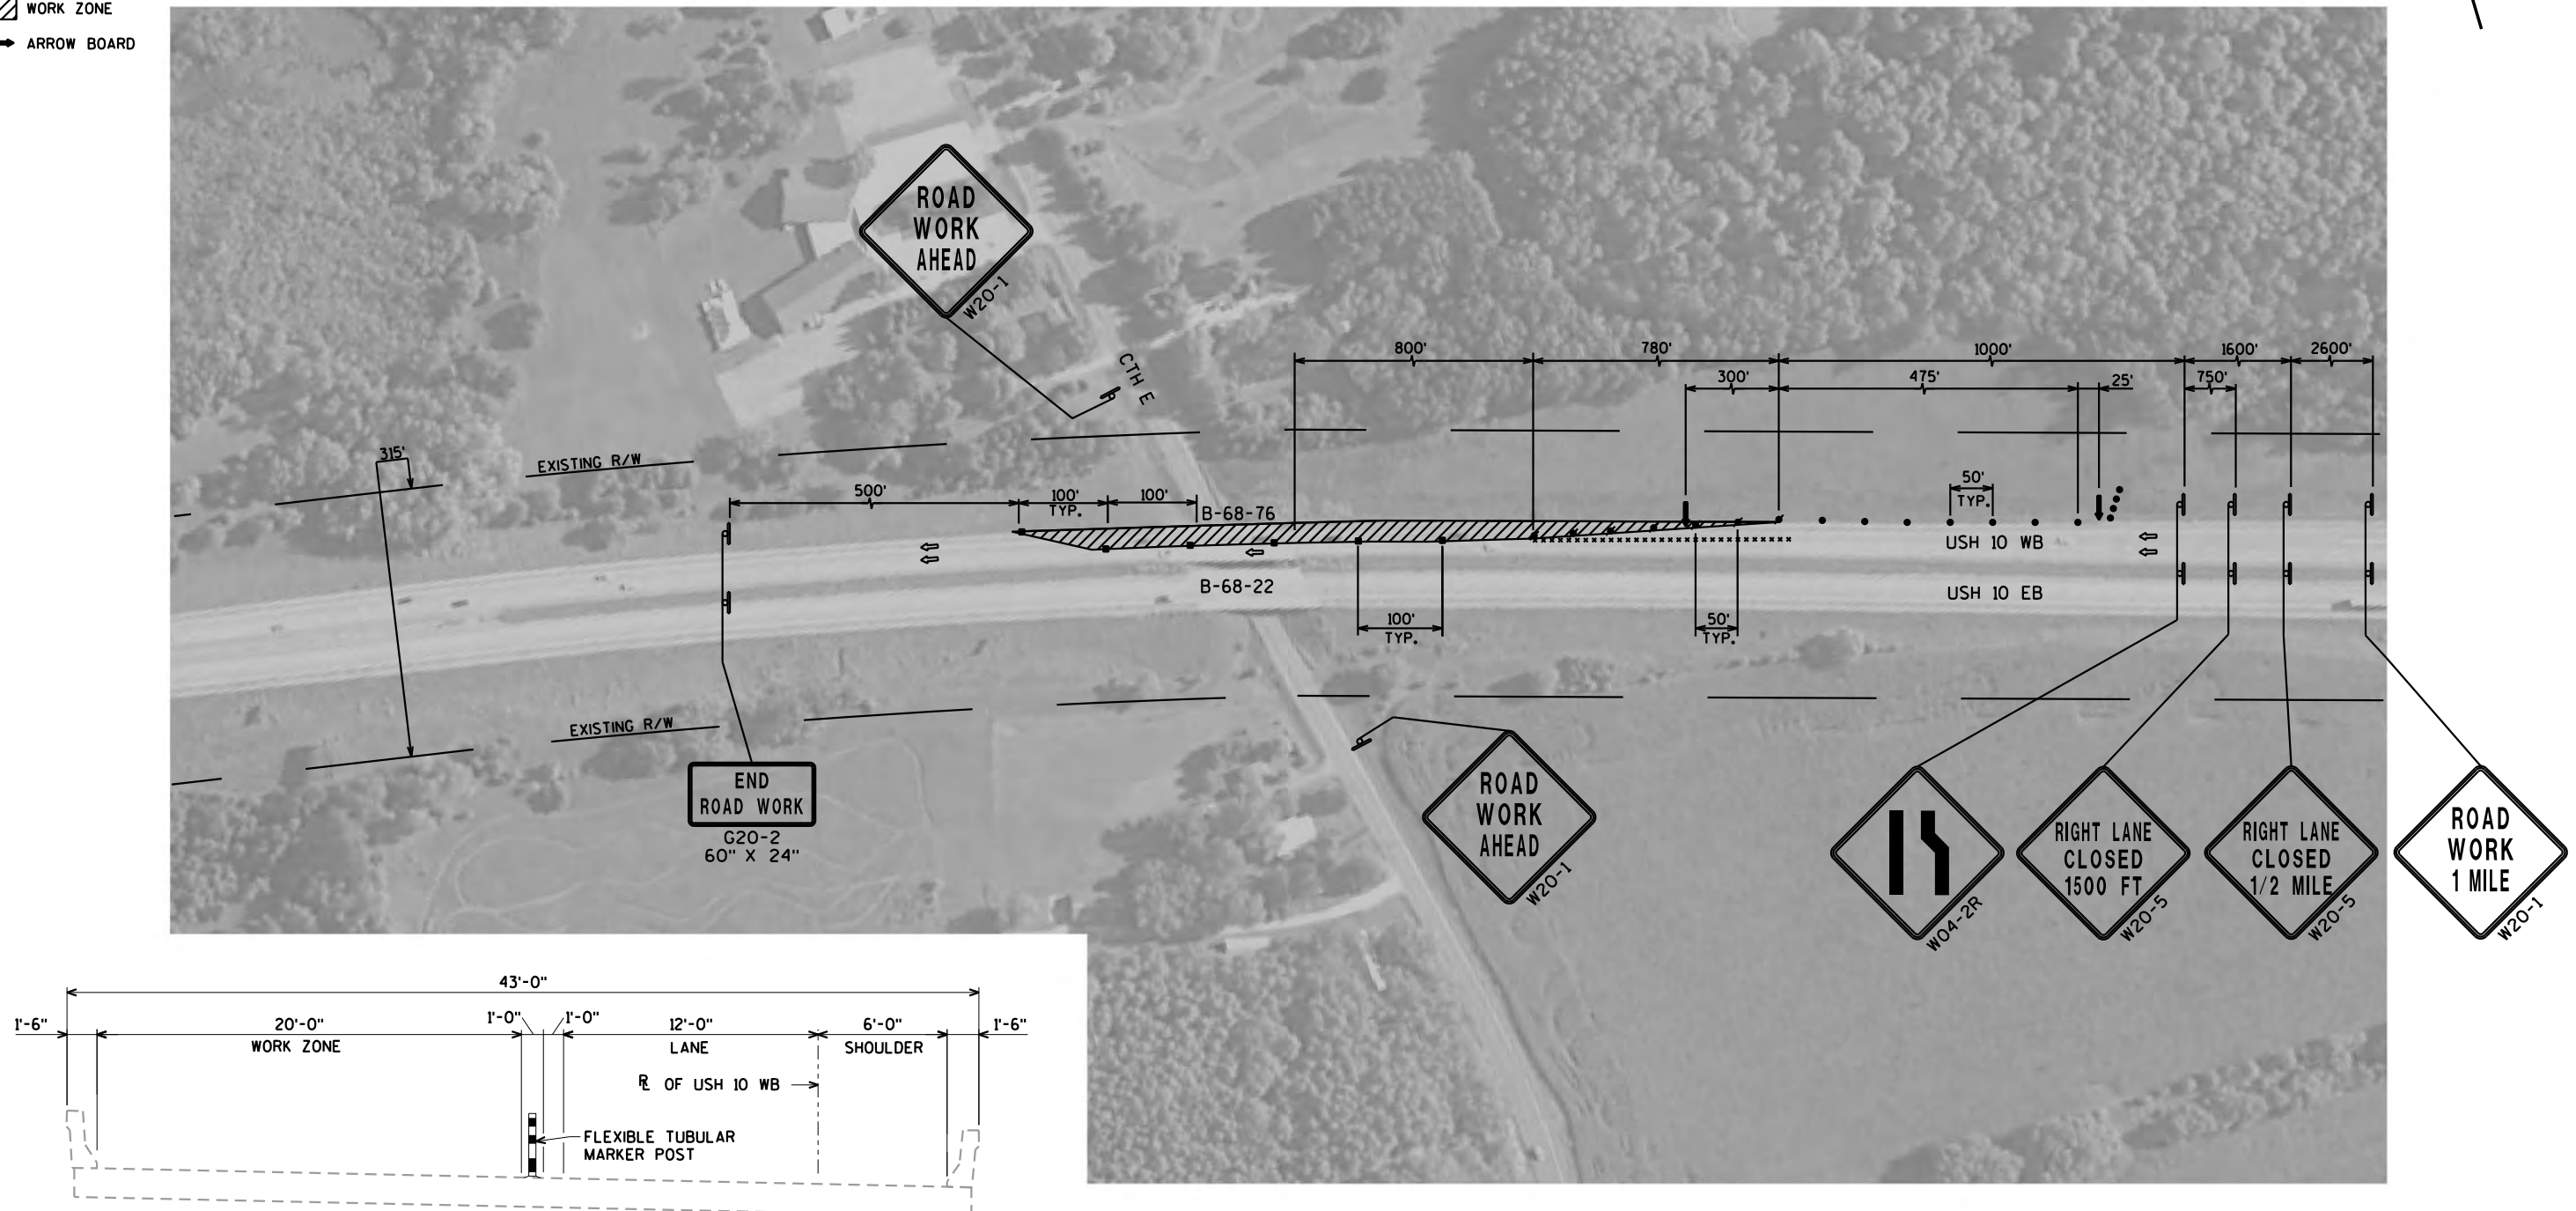 WORK ZONE
ARROW BOARD
ROAD
WORK
AHEAD
W20-1
CTH E
800'
780'
1000'
1600'
2600'
300'
475'
25'
750'
315'
EXISTING R/W
500'
100'
TYP.
100'
B-68-76
50'
TYP.
USH 10 WB
B-68-22
USH 10 EB
100'
TYP.
50'
TYP.
EXISTING R/W
END
ROAD WORK
G20-2
60" X 24"
ROAD
WORK
AHEAD
W20-1
W04-2R
RIGHT LANE
CLOSED
1500 FT
W20-5
RIGHT LANE
CLOSED
1/2 MILE
W20-5
ROAD
WORK
1 MILE
W20-1
43'-0"
1'-6"
20'-0"
WORK ZONE
1'-0"
1'-0"
12'-0"
LANE
6'-0"
SHOULDER
1'-6"
RL OF USH 10 WB
FLEXIBLE TUBULAR
MARKER POST